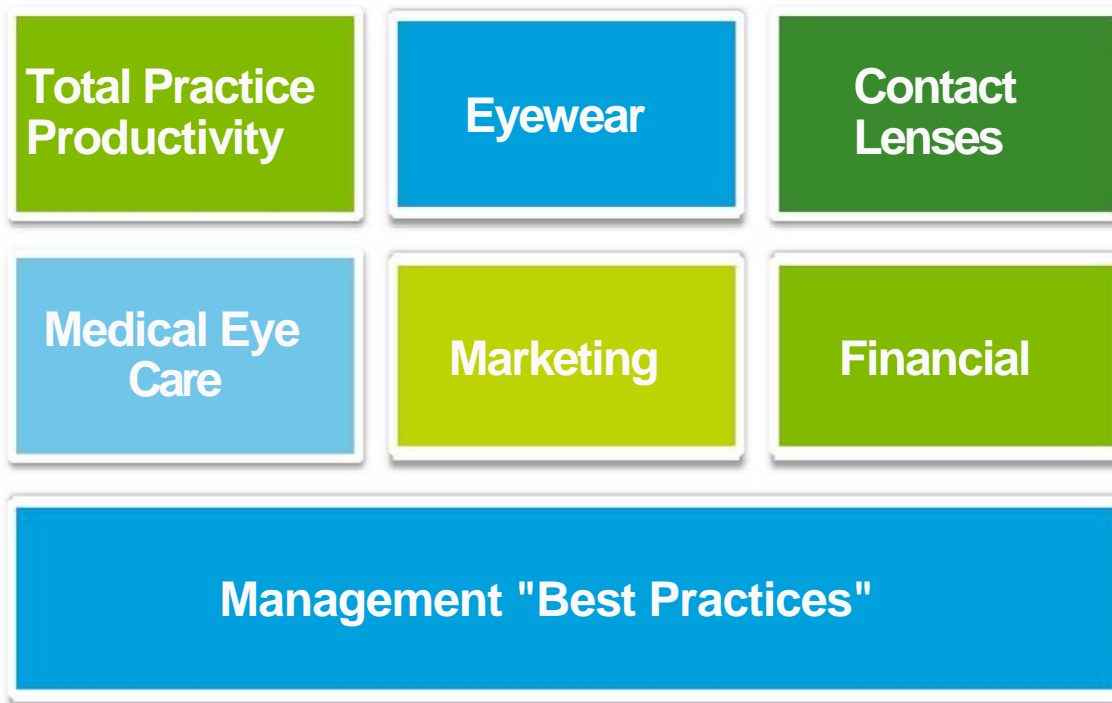 Total Practice
Productivity
Eyewear
Contact
Lenses
Medical Eye
Care
Marketing
Financial
Management "Best Practices"